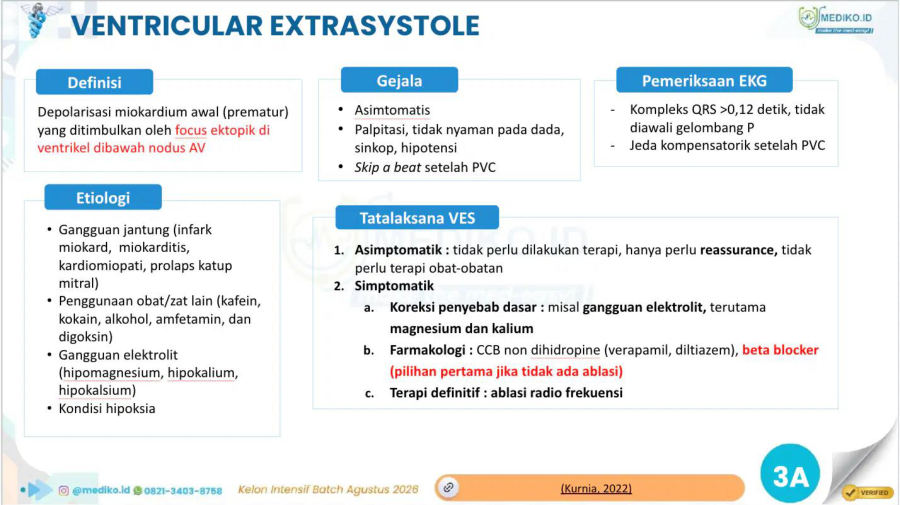 VENTRICULAR EXTRASYSTOLE
MEDIKO.ID
make the med-easy!!
Definisi
Depolarisasi miokardium awal (prematur)
yang ditimbulkan oleh focus ektopik di
ventrikel dibawah nodus AV
Gejala
• Asimtomatis
• Palpitasi, tidak nyaman pada dada,
sinkop, hipotensi
• Skip a beat setelah PVC
Pemeriksaan EKG
- Kompleks QRS >0,12 detik, tidak
diawali gelombang P
- Jeda kompensatorik setelah PVC
Etiologi
• Gangguan jantung (infark
miokard, miokarditis,
kardiomiopati, prolaps katup
mitral)
• Penggunaan obat/zat lain (kafein,
kokain, alkohol, amfetamin, dan
digoksin)
• Gangguan elektrolit
(hipomagnesium, hipokalium,
hipokalsium)
• Kondisi hipoksia
Tatalaksana VES
1. Asimptomatik : tidak perlu dilakukan terapi, hanya perlu reassurance, tidak
perlu terapi obat-obatan
2. Simptomatik
a. Koreksi penyebab dasar : misal gangguan elektrolit, terutama
magnesium dan kalium
b. Farmakologi : CCB non dihidropine (verapamil, diltiazem), beta blocker
(pilihan pertama jika tidak ada ablasi)
c. Terapi definitif : ablasi radio frekuensi
MEDIKO.ID
@mediko.id 0821-3403-8758 Kelon Intensif Batch Agustus 2026
(Kurnia, 2022)
3A
VERIFIED